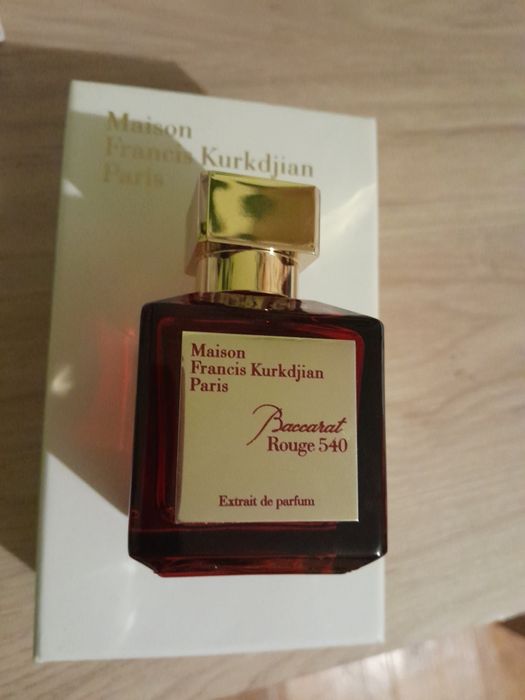 Maison
Francis Kurkdjian
Paris
Maison
Francis Kurkdjian
Paris
Baccarat
Rouge 540
Extrait de parfum